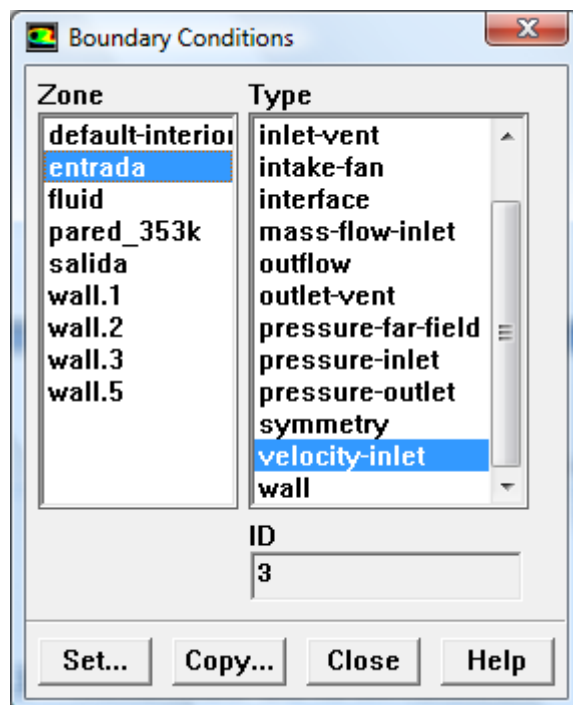 Boundary Conditions
Zone
default-interior
entrada
fluid
pared_353k
salida
wall.1
wall.2
wall.3
wall.5
Type
inlet-vent
intake-fan
interface
mass-flow-inlet
outflow
outlet-vent
pressure-far-field
pressure-inlet
pressure-outlet
symmetry
velocity-inlet
wall
ID
3
Set... Copy... Close Help